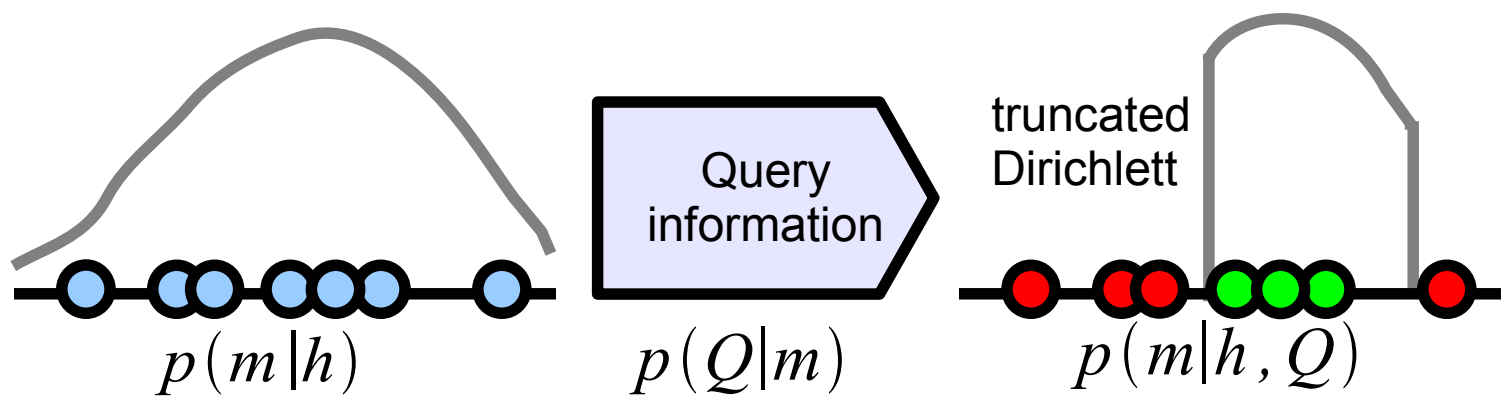 truncated
Dirichlett
Query
information
p(m|h)
p(Q|m)
p(m|h,Q)